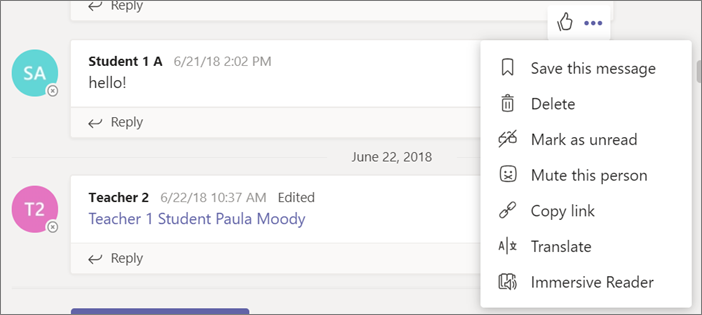 Reply
SA
Student 1 A 6/21/18 2:02 PM
hello!
Reply
June 22, 2018
T2
Teacher 2 6/22/18 10:37 AM Edited
Teacher 1 Student Paula Moody
Reply
Save this message
Delete
Mark as unread
Mute this person
Copy link
Translate
Immersive Reader